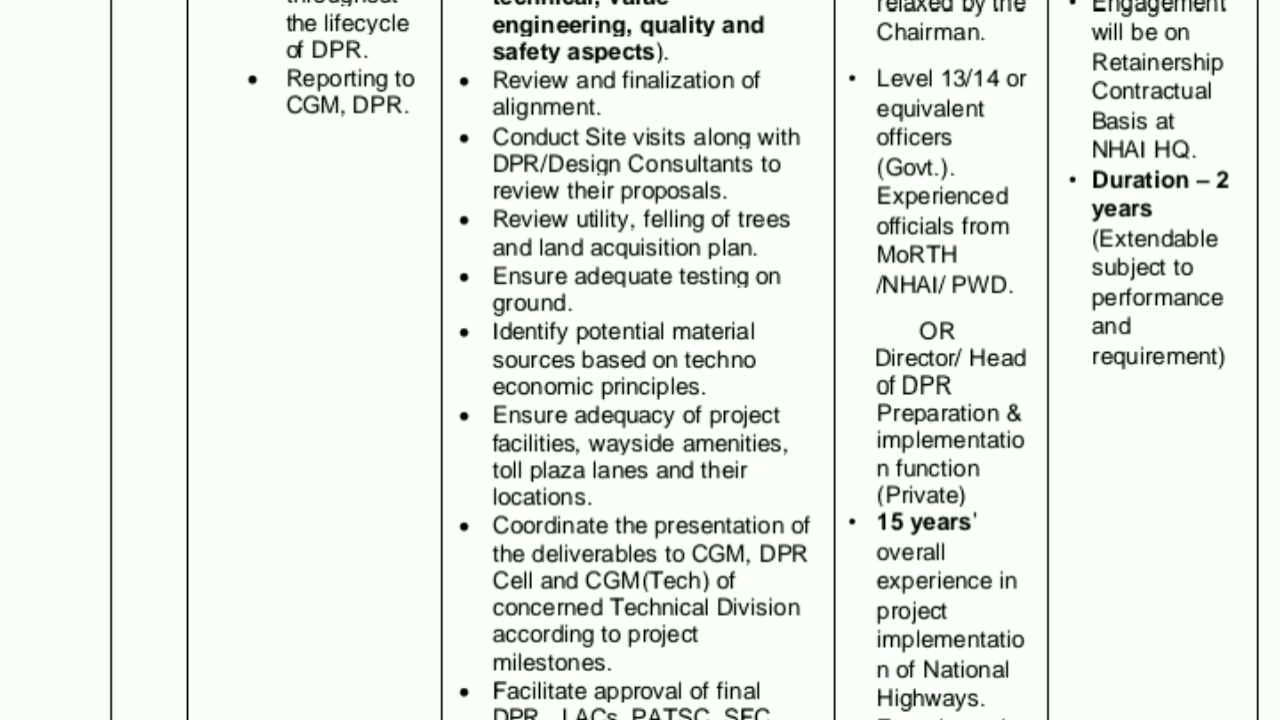 throughout
the lifecycle
of DPR.
• Reporting to
CGM, DPR.
technical, value
engineering, quality and
safety aspects).
• Review and finalization of
alignment.
• Conduct Site visits along with
DPR/Design Consultants to
review their proposals.
• Review utility, felling of trees
and land acquisition plan.
• Ensure adequate testing on
ground.
• Identify potential material
sources based on techno
economic principles.
• Ensure adequacy of project
facilities, wayside amenities,
toll plaza lanes and their
locations.
• Coordinate the presentation of
the deliverables to CGM, DPR
Cell and CGM(Tech) of
concerned Technical Division
according to project
milestones.
• Facilitate approval of final
DPR, LACs, PATSC, SFC,
relaxed by the
Chairman.
• Level 13/14 or
equivalent
officers
(Govt.).
Experienced
officials from
MoRTH
/NHAI/ PWD.
OR
Director/ Head
of DPR
Preparation &
implementatio
n function
(Private)
• 15 years’
overall
experience in
project
implementatio
n of National
Highways.
• Engagement
will be on
Retainership
Contractual
Basis at
NHAI HQ.
• Duration – 2
years
(Extendable
subject to
performance
and
requirement)